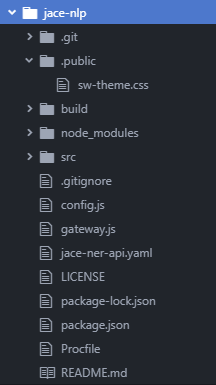 jace-nlp
.git
.public
sw-theme.css
build
node_modules
src
.gitignore
config.js
gateway.js
jace-ner-api.yaml
LICENSE
package-lock.json
package.json
Procfile
README.md